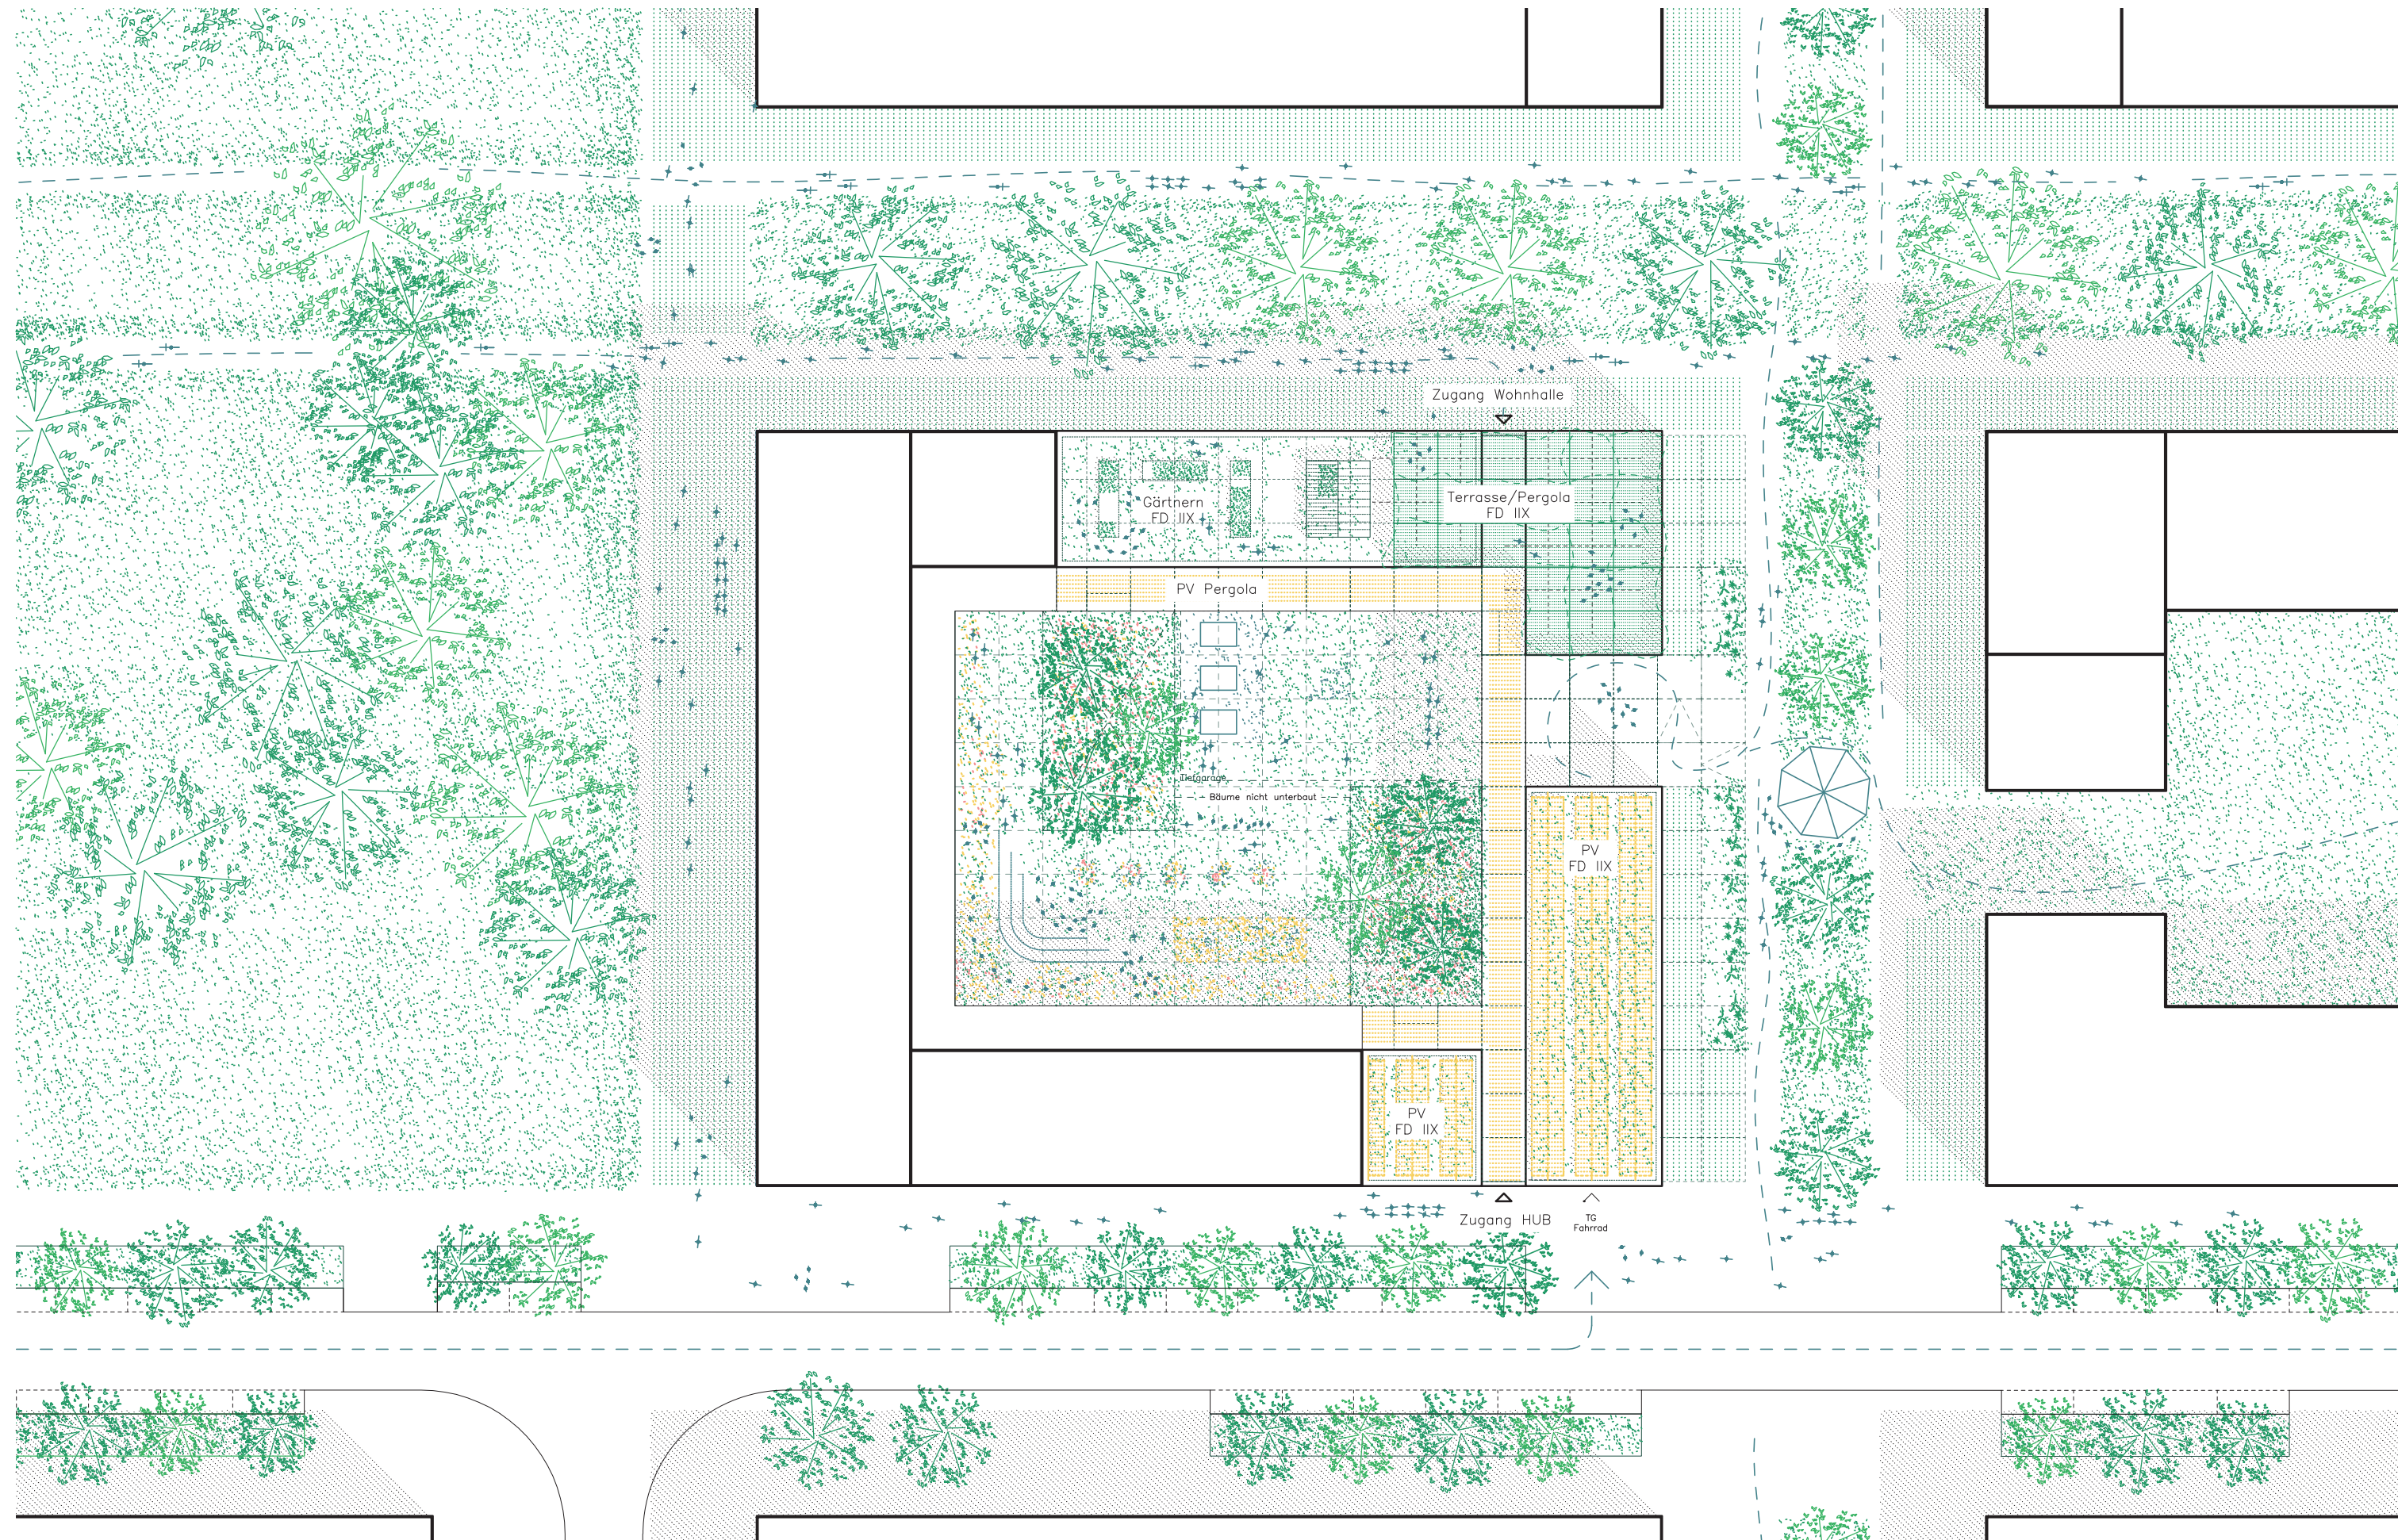 Zugang Wohnhalle
Gärtnern
FD IIX
Terrasse/Pergola
FD IIX
PV Pergola
Tiefgarage
Bäume nicht unterbaut
PV
FD IIX
PV
FD IIX
Zugang HUB
TG
Fahrrad